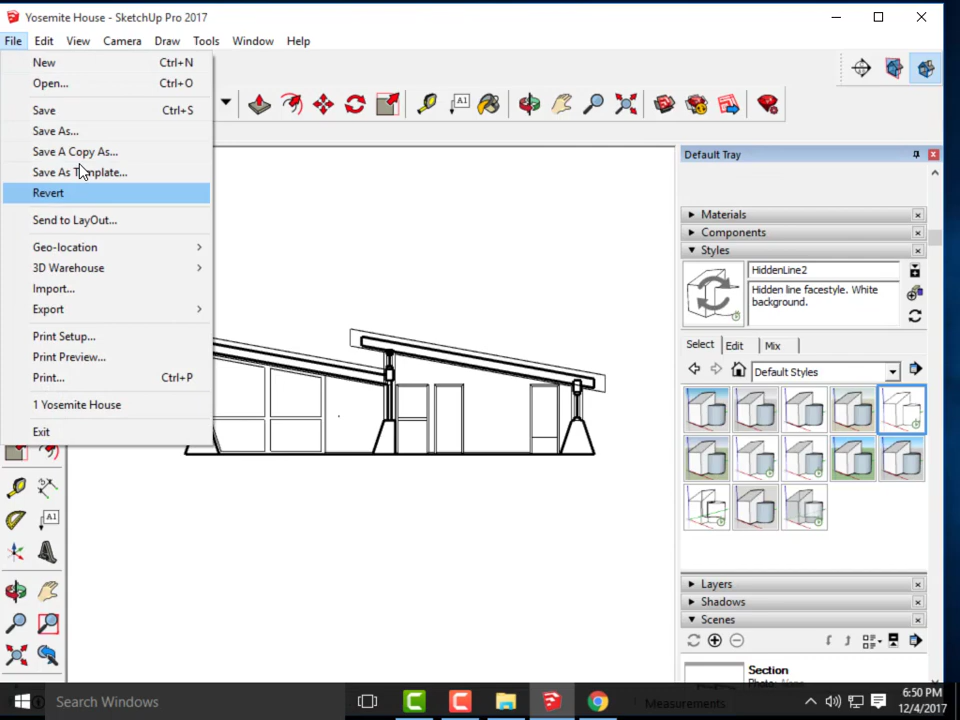 Yosemite House - SketchUp Pro 2017
File Edit View Camera Draw Tools Window Help
New Ctrl+N
Open... Ctrl+O
Save Ctrl+S
Save As...
Save A Copy As...
Save As Template...
Revert
Send to LayOut...
Geo-location
3D Warehouse
Import...
Export
Print Setup...
Print Preview...
Print... Ctrl+P
1 Yosemite House
Exit
A1
A1
Default Tray
Materials
Components
Styles
HiddenLine2
Hidden line facestyle. White
background.
Select Edit Mix
Default Styles
Layers
Shadows
Scenes
Section
Search Windows
Measurements
6:50 PM
12/4/2017